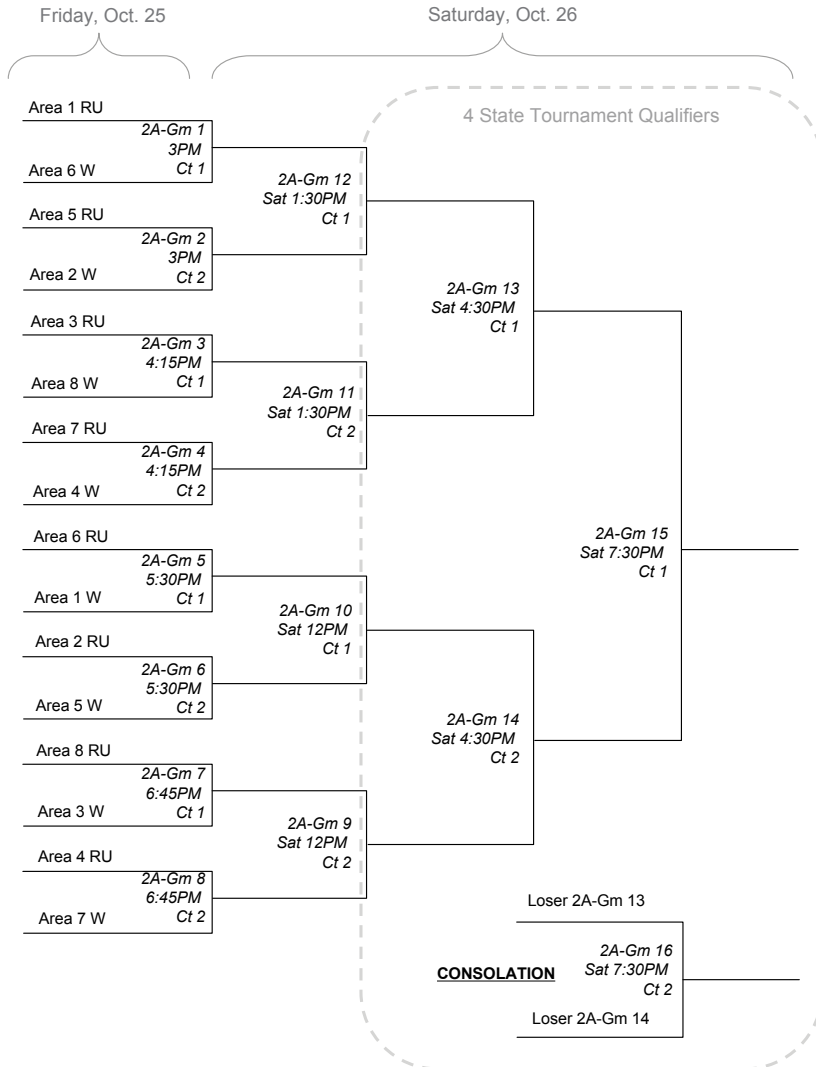 Friday, Oct. 25
Saturday, Oct. 26
4 State Tournament Qualifiers
Area 1 RU
2A-Gm 1
3PM
Ct 1
Area 6 W
Area 5 RU
2A-Gm 2
3PM
Ct 2
Area 2 W
Area 3 RU
2A-Gm 3
4:15PM
Ct 1
Area 8 W
Area 7 RU
2A-Gm 4
4:15PM
Ct 2
Area 4 W
Area 6 RU
2A-Gm 5
5:30PM
Ct 1
Area 1 W
Area 2 RU
2A-Gm 6
5:30PM
Ct 2
Area 5 W
Area 8 RU
2A-Gm 7
6:45PM
Ct 1
Area 3 W
Area 4 RU
2A-Gm 8
6:45PM
Ct 2
Area 7 W
2A-Gm 12
Sat 1:30PM
Ct 1
2A-Gm 11
Sat 1:30PM
Ct 2
2A-Gm 10
Sat 12PM
Ct 1
2A-Gm 9
Sat 12PM
Ct 2
2A-Gm 13
Sat 4:30PM
Ct 1
2A-Gm 14
Sat 4:30PM
Ct 2
2A-Gm 15
Sat 7:30PM
Ct 1
Loser 2A-Gm 13
CONSOLATION
2A-Gm 16
Sat 7:30PM
Ct 2
Loser 2A-Gm 14